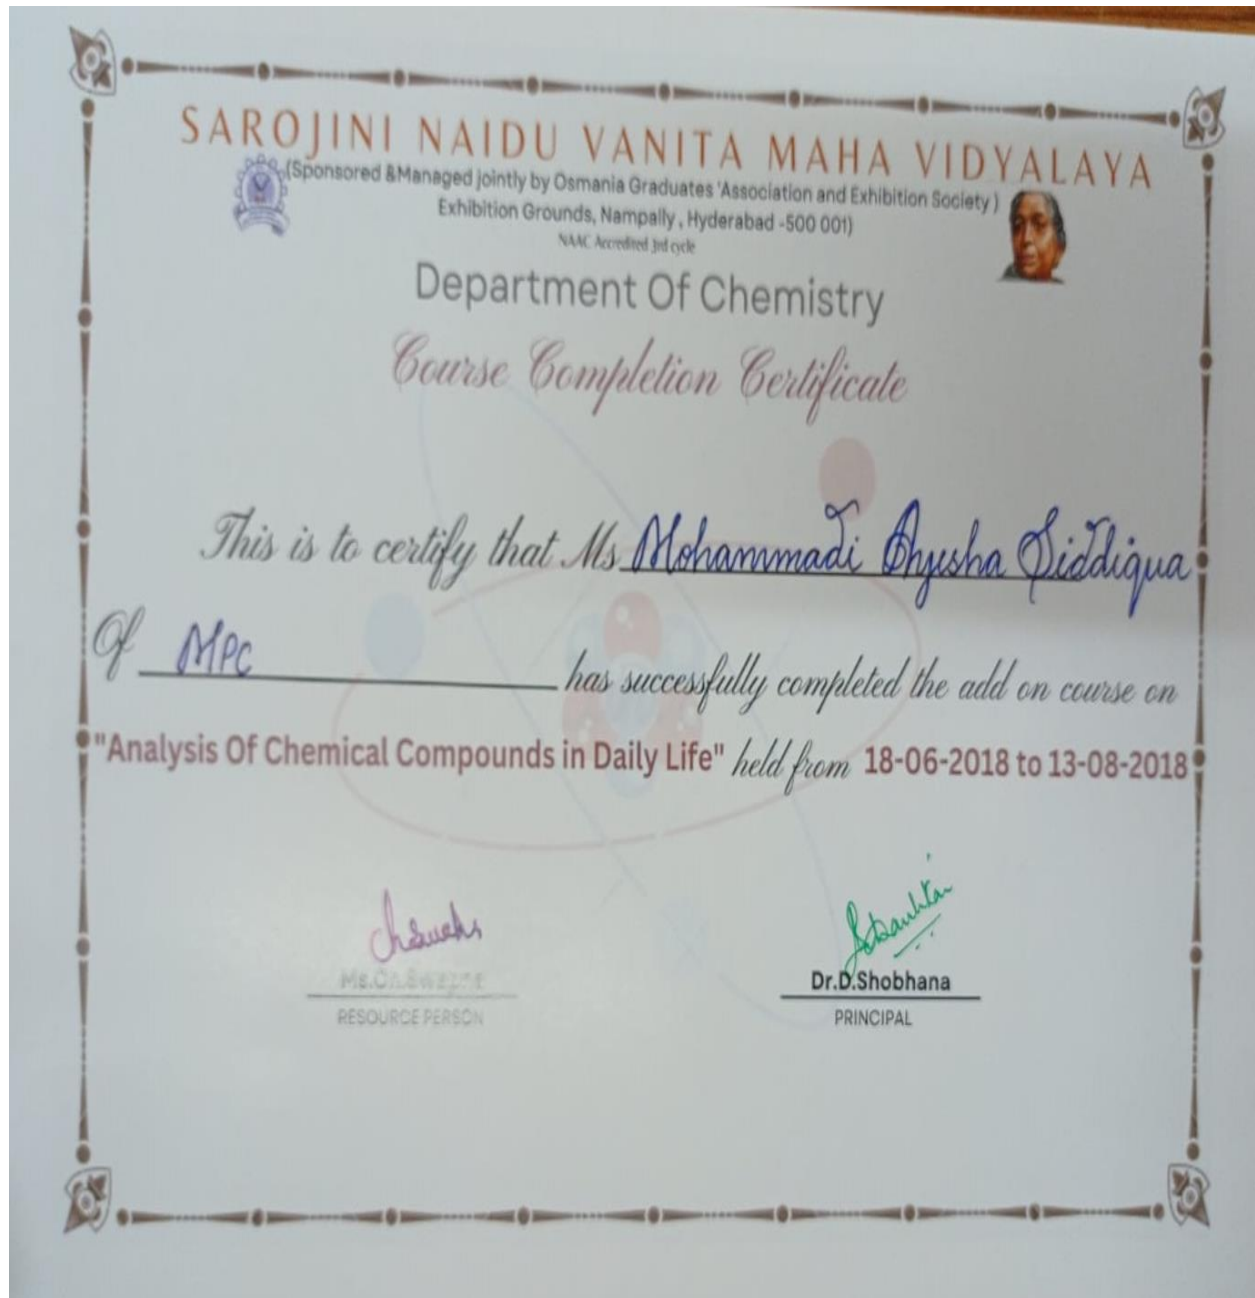 SAROJINI NAIDU VANITA MAHA VIDYALAYA
(Sponsored &Managed jointly by Osmania Graduates 'Association and Exhibition Society )
Exhibition Grounds, Nampally , Hyderabad -500 001)
NAAC Accredited 3rd cycle
Department Of Chemistry
Course Completion Certificate
This is to certify that Ms Mohammadi Ayesha Siddiqua
Of MPC has successfully completed the add on course on
"Analysis Of Chemical Compounds in Daily Life" held from 18-06-2018 to 13-08-2018
Ms.Ch.Swapna
Dr.D.Shobhana
RESOURCE PERSON
PRINCIPAL